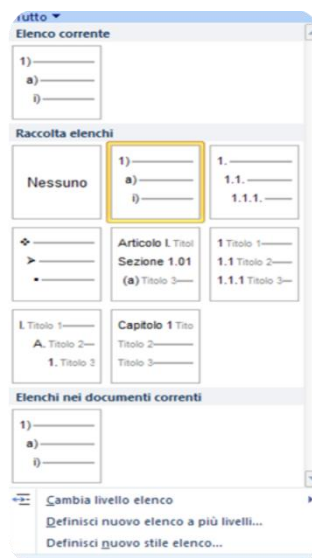 Tutto
Elenco corrente
1)
a)
i)
Raccolta elenchi
Nessuno
1)
a)
i)
1.
1.1.
1.1.1.
Articolo I. Titol
Sezione 1.01
(a) Titolo 3
1 Titolo 1
1.1 Titolo 2
1.1.1 Titolo 3
I. Titolo 1
A. Titolo 2
1. Titolo 3
Capitolo 1 Tito
Titolo 2
Titolo 3
Elenchi nei documenti correnti
1)
a)
i)
Cambia livello elenco
Definisci nuovo elenco a più livelli...
Definisci nuovo stile elenco...